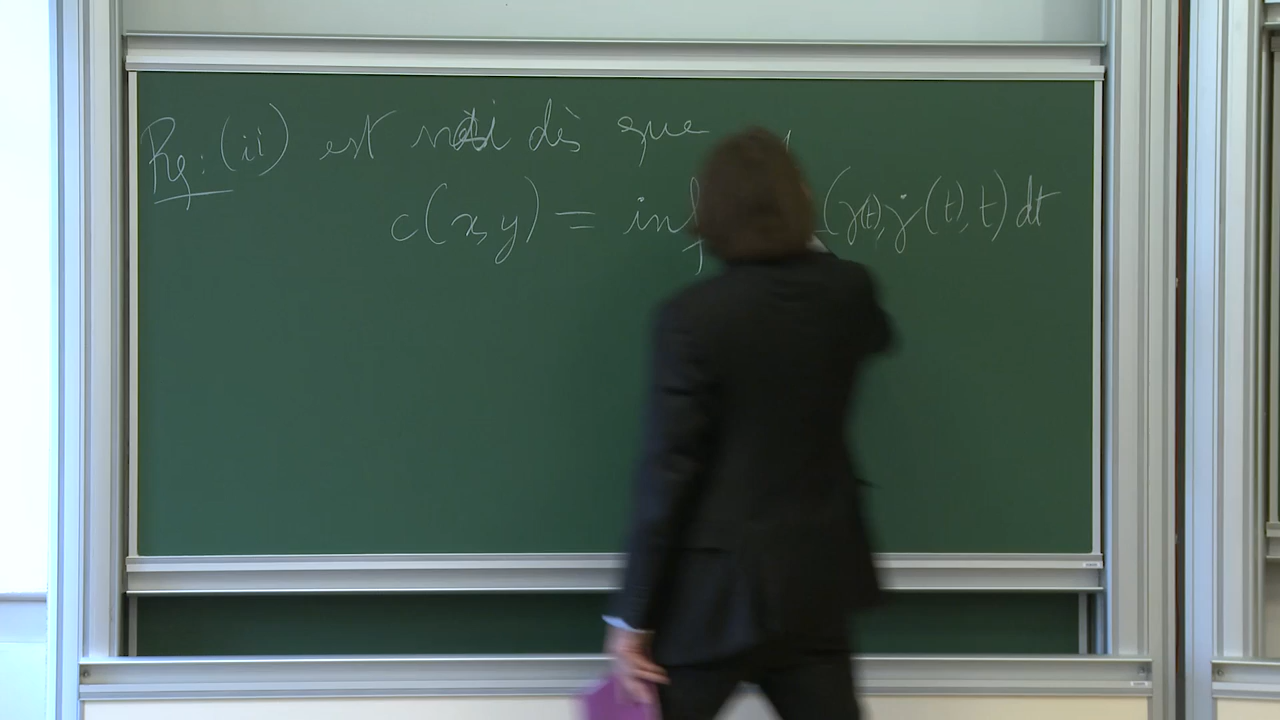 Rq : (ii) est vrai dès que
c(x,y) = inf (γ(t), γ̇(t), t) dt